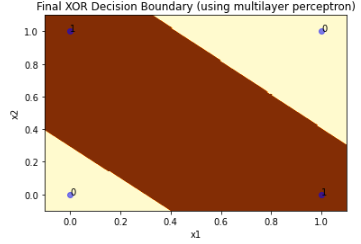 Final XOR Decision Boundary (using multilayer perceptron)
1 0
0 1
x2
1.0
0.8
0.6
0.4
0.2
0.0
0.0 0.2 0.4 0.6 0.8 1.0
x1